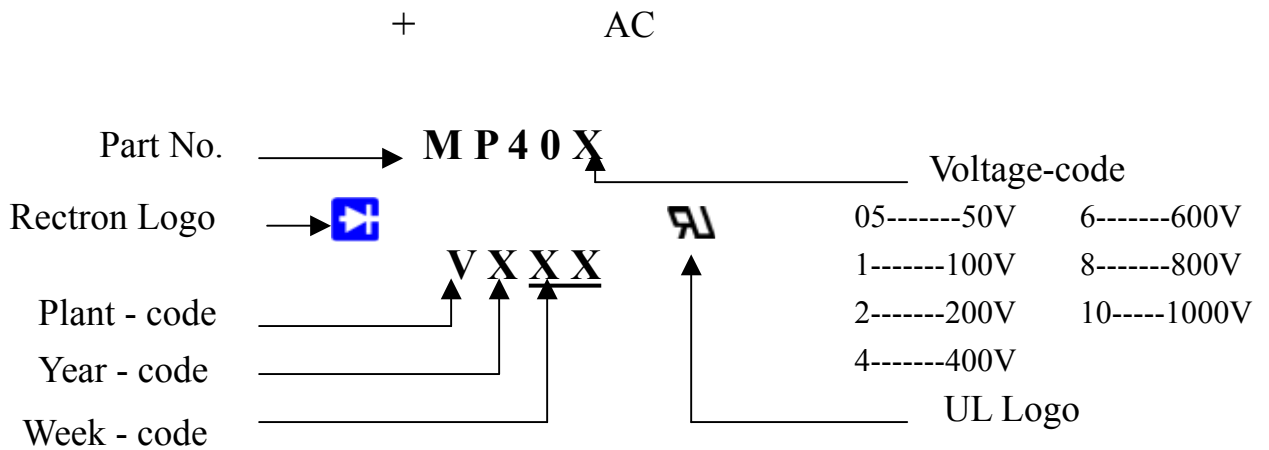 + AC
Part No. M P 4 0 X
Voltage-code
Rectron Logo
05-------50V 6-------600V
V X X X
1-------100V 8-------800V
Plant - code
2-------200V 10-----1000V
Year - code
4-------400V
UL Logo
Week - code